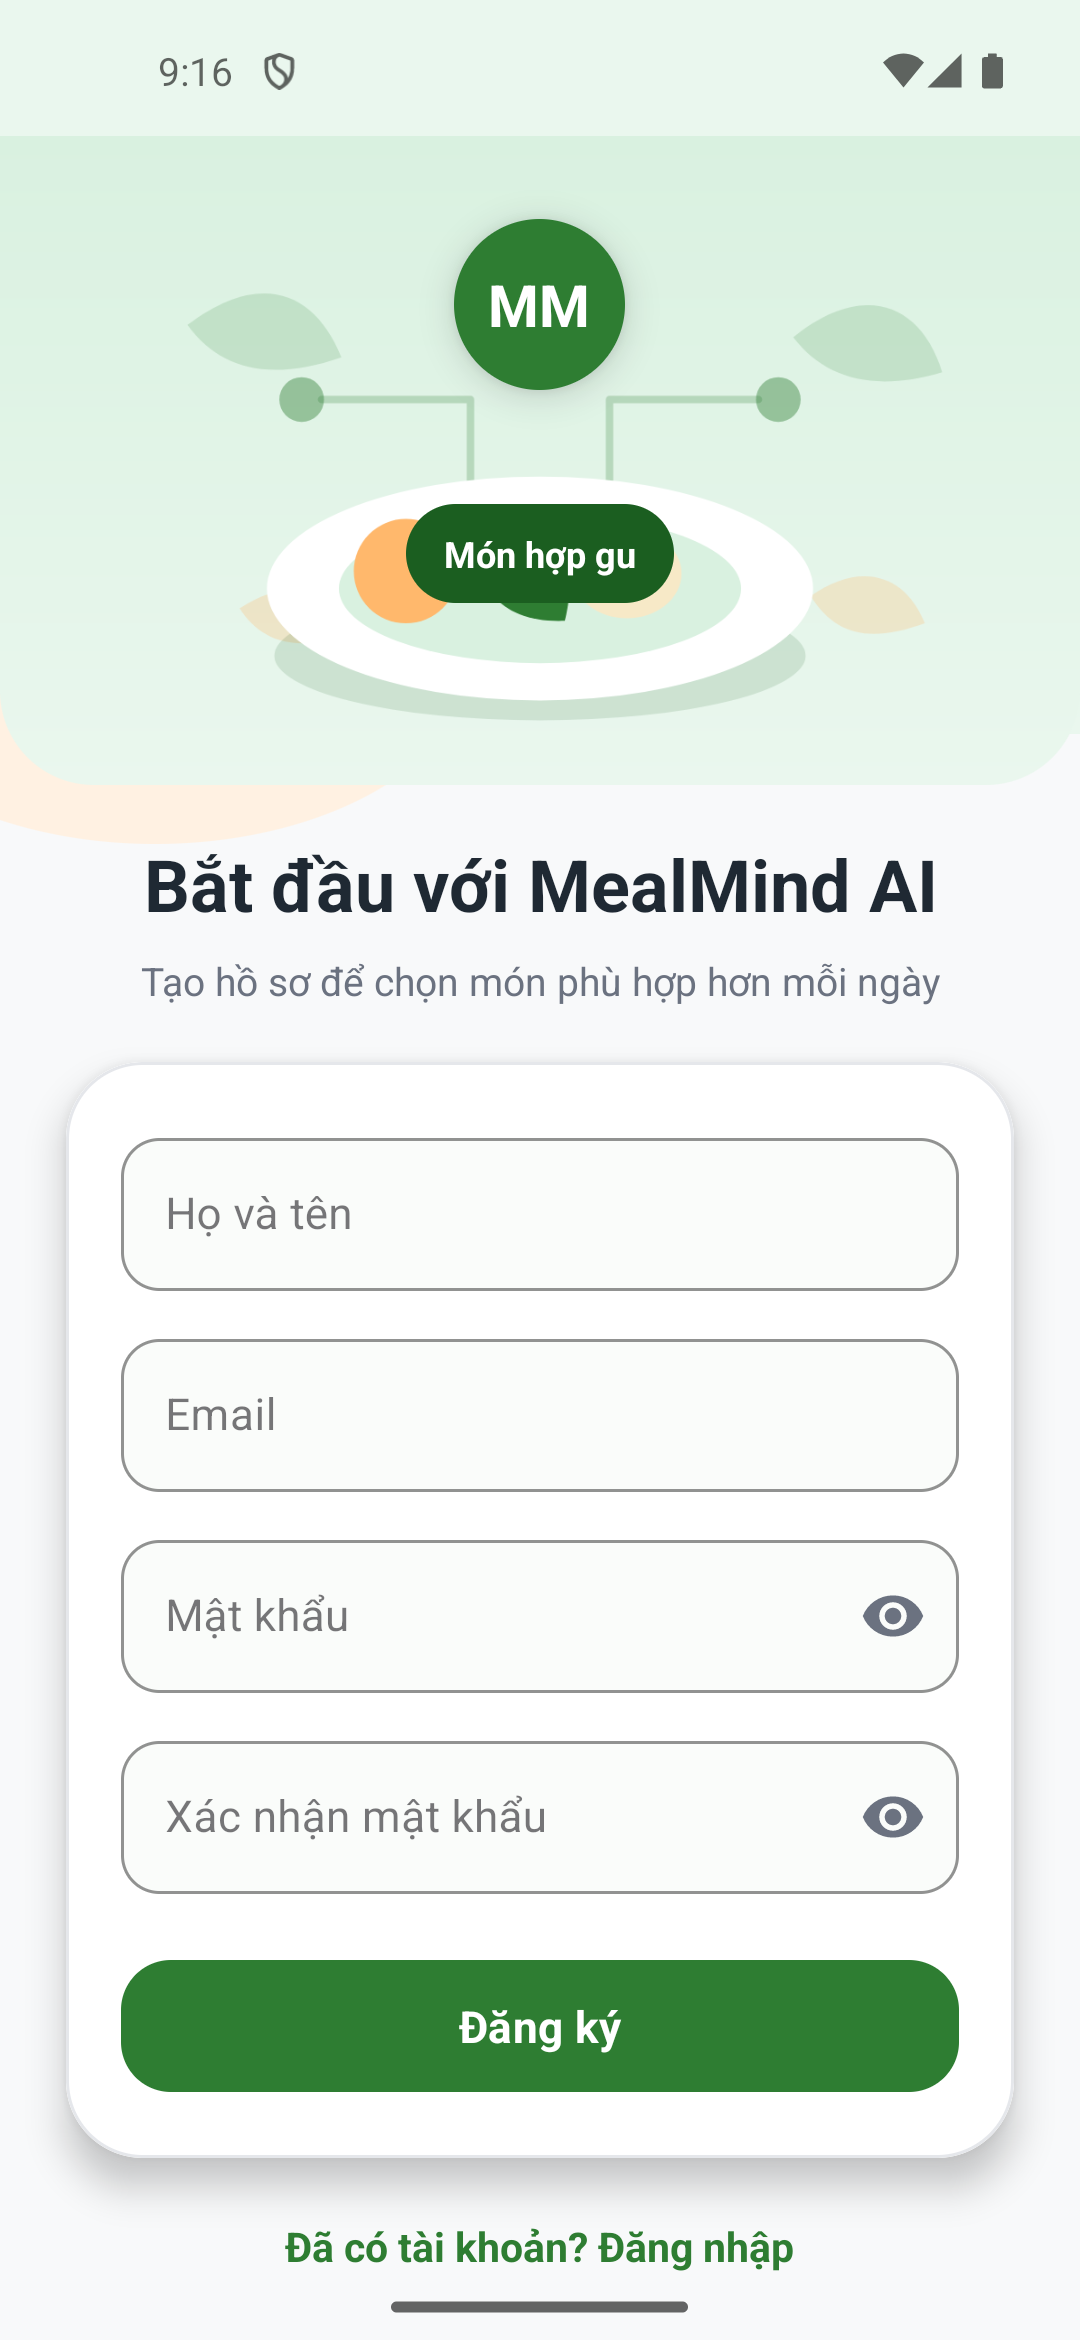 9:16
MM
Món hợp gu
Bắt đầu với MealMind AI
Tạo hồ sơ để chọn món phù hợp hơn mỗi ngày
Họ và tên
Email
Mật khẩu
Xác nhận mật khẩu
Đăng ký
Đã có tài khoản? Đăng nhập